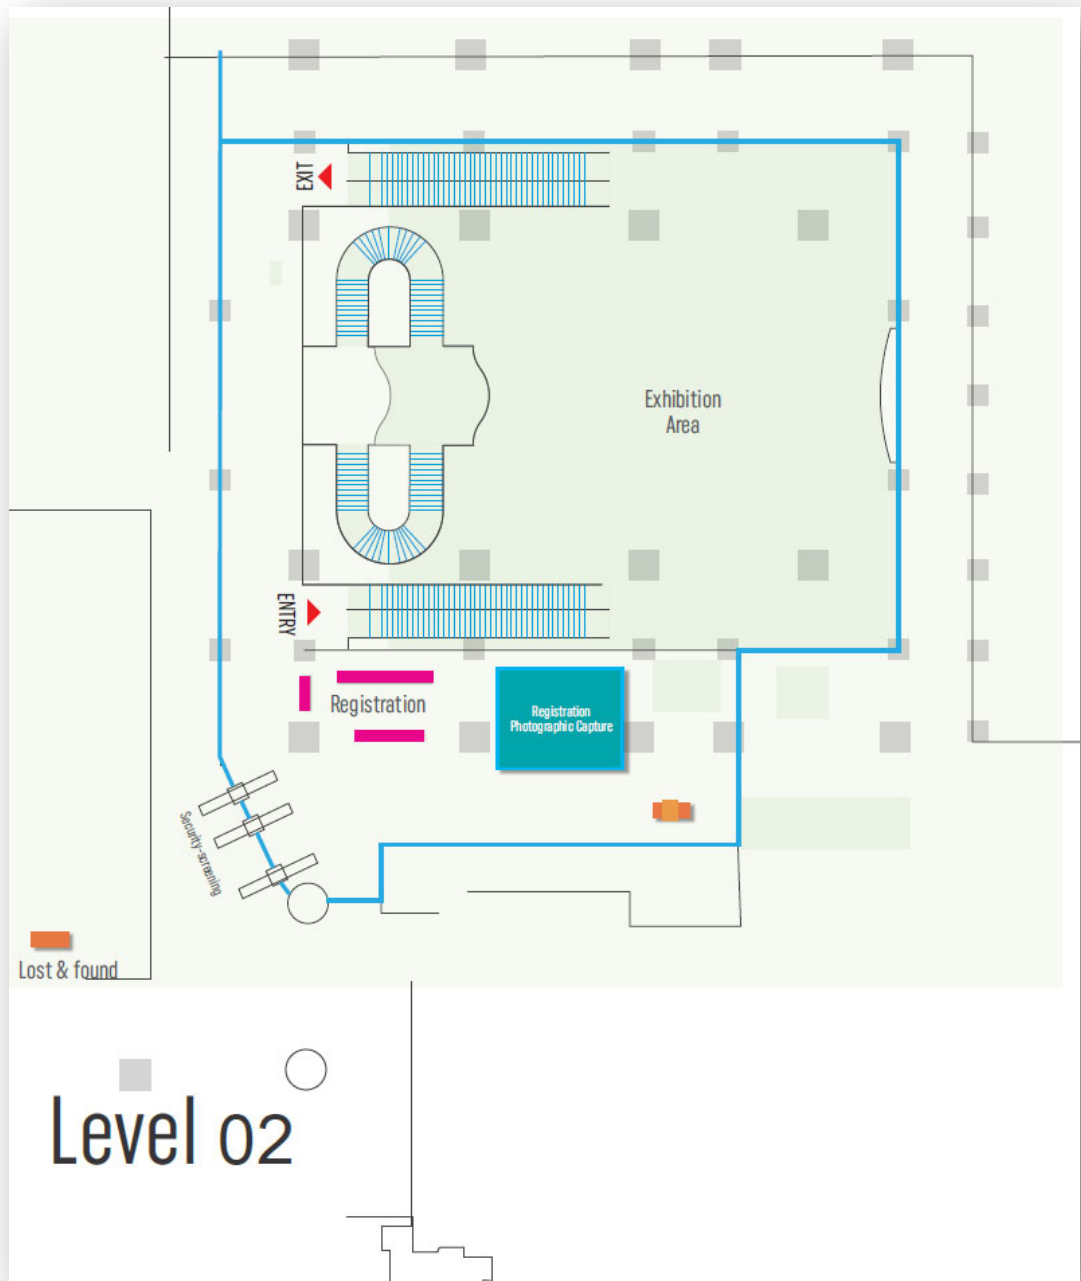 EXIT
Exhibition
Area
ENTRY
Registration
Registration
Photographic Capture
Security-screening
Lost & found
Level 02